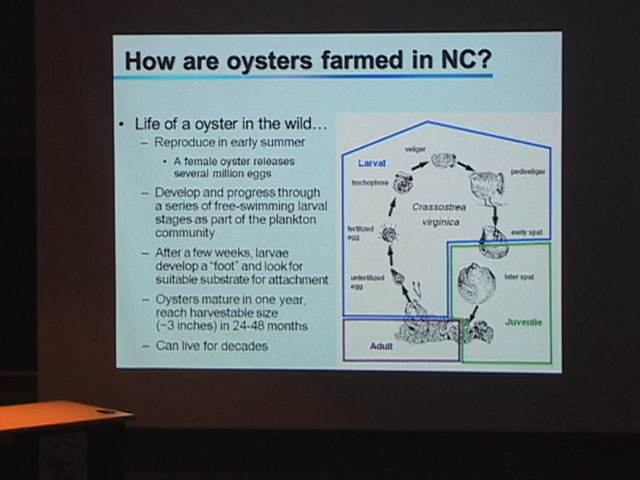 How are oysters farmed in NC?
• Life of a oyster in the wild…
– Reproduce in early summer
• A female oyster releases
several million eggs
– Develop and progress through
a series of free-swimming larval
stages as part of the plankton
community
– After a few weeks, larvae
develop a "foot" and look for
suitable substrate for attachment
– Oysters mature in one year,
reach harvestable size
(~3 inches) in 24-48 months
– Can live for decades
veliger
Larval
pediveliger
trochophore
Crassostrea
virginica
fertilized
egg
early spat
unfertilized
egg
later spat
Juvenile
Adult